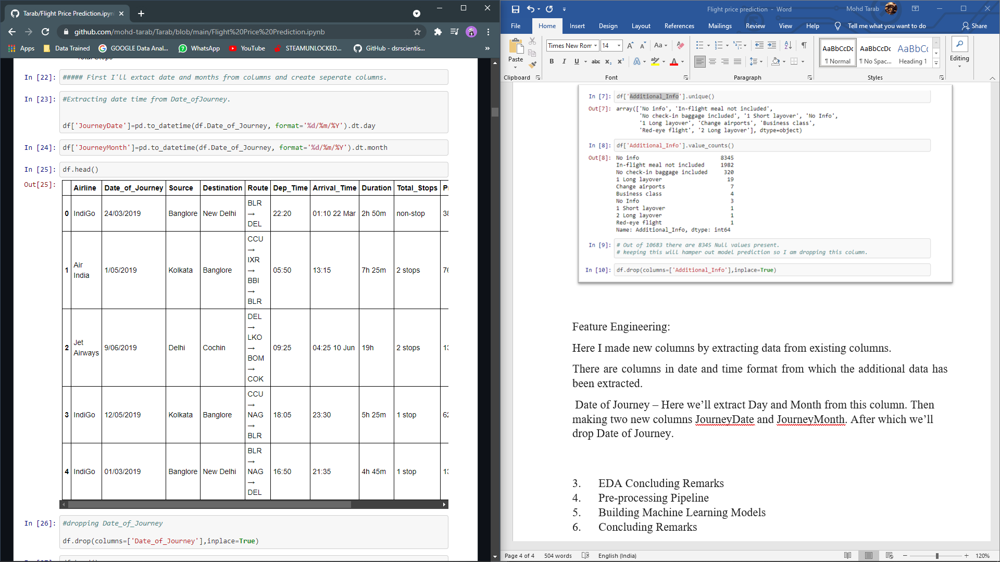 Tarab/Flight Price Prediction.ipyn
github.com/mohd-tarab/Tarab/blob/main/Flight%20Price%20Prediction.ipynb
Apps Data Trained GOOGLE Data Anal... WhatsApp YouTube STEAMUNLOCKED... GitHub - dsrscientis... »
Total Stops
In [22]: ##### First I'll extact date and months from columns and create seperate columns.
In [23]: #Extracting date time from Date_ofJourney.
df['JourneyDate']=pd.to_datetime(df.Date_of_Journey, format='%d/%m/%Y').dt.day
In [24]: df['JourneyMonth']=pd.to_datetime(df.Date_of_Journey, format='%d/%m/%Y').dt.month
In [25]: df.head()
Out[25]:
Airline Date_of_Journey Source Destination Route Dep_Time Arrival_Time Duration Total_Stops
0 IndiGo 24/03/2019 Banglore New Delhi BLR → DEL 22:20 01:10 22 Mar 2h 50m non-stop
1 Air India 1/05/2019 Kolkata Banglore CCU → IXR → BBI → BLR 05:50 13:15 7h 25m 2 stops
2 Jet Airways 9/06/2019 Delhi Cochin DEL → LKO → BOM → COK 09:25 04:25 10 Jun 19h 2 stops
3 IndiGo 12/05/2019 Kolkata Banglore CCU → NAG → BLR 18:05 23:30 5h 25m 1 stop
4 IndiGo 01/03/2019 Banglore New Delhi BLR → NAG → DEL 16:50 21:35 4h 45m 1 stop
In [26]: #dropping Date_of_Journey
df.drop(columns=['Date_of_Journey'],inplace=True)
Flight price prediction - Word
Mohd Tarab
File Home Insert Design Layout References Mailings Review View Help Tell me what you want to do Share
Paste
Clipboard
Times New Ror 14
B I U abc x₂ x²
Font
Paragraph
AaBbCcDc AaBbCcDc AaBbCc
¶ Normal ¶ No Spac... Heading 1
Styles
Editing
In [7]: df['Additional_Info'].unique()
Out[7]: array(['No info', 'In-flight meal not included',
'No check-in baggage included', '1 Short layover', 'No Info',
'1 Long layover', 'Change airports', 'Business class',
'Red-eye flight', '2 Long layover'], dtype=object)
In [8]: df['Additional_Info'].value_counts()
Out[8]: No info 8345
In-flight meal not included 1982
No check-in baggage included 320
1 Long layover 19
Change airports 7
Business class 4
No Info 3
1 Short layover 1
2 Long layover 1
Red-eye flight 1
Name: Additional_Info, dtype: int64
In [9]: # Out of 10683 there are 8345 Null values present.
# keeping this will hamper out model prediction so I am dropping this column.
In [10]: df.drop(columns=['Additional_Info'],inplace=True)
Feature Engineering:
Here I made new columns by extracting data from existing columns.
There are columns in date and time format from which the additional data has
been extracted.
Date of Journey – Here we’ll extract Day and Month from this column. Then
making two new columns JourneyDate and JourneyMonth. After which we’ll
drop Date of Journey.
3. EDA Concluding Remarks
4. Pre-processing Pipeline
5. Building Machine Learning Models
6. Concluding Remarks
Page 4 of 4 504 words English (India) 120%